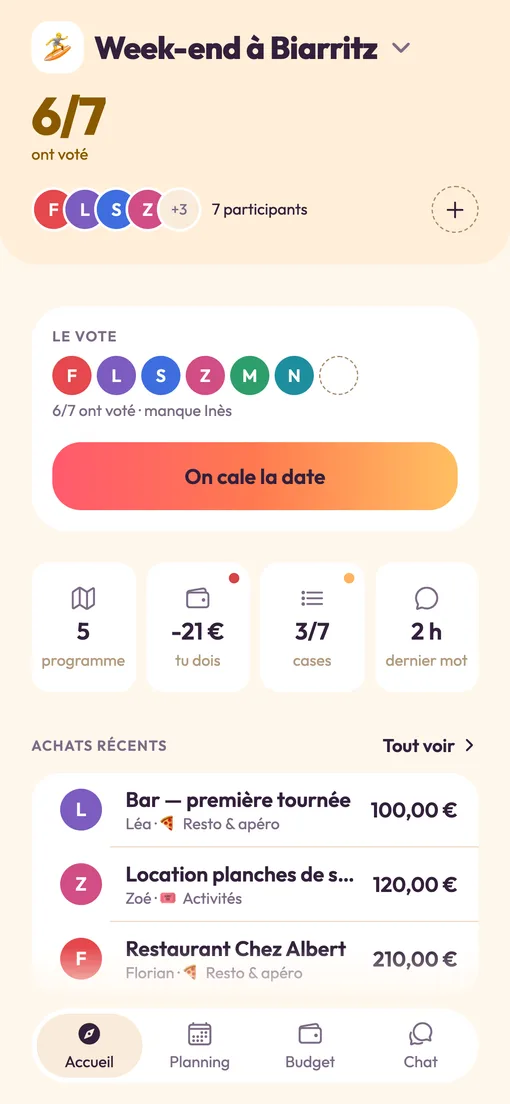 Week-end à Biarritz
6/7
ont voté
F L S Z +3 7 participants
LE VOTE
F L S Z M N
6/7 ont voté · manque Inès
On cale la date
5 -21 € 3/7 2 h
programme tu dois cases dernier mot
ACHATS RÉCENTS Tout voir
L Bar — première tournée 100,00 €
Léa · Resto & apéro
Z Location planches de s... 120,00 €
Zoé · Activités
F Restaurant Chez Albert 210,00 €
Florian · Resto & apéro
Accueil Planning Budget Chat